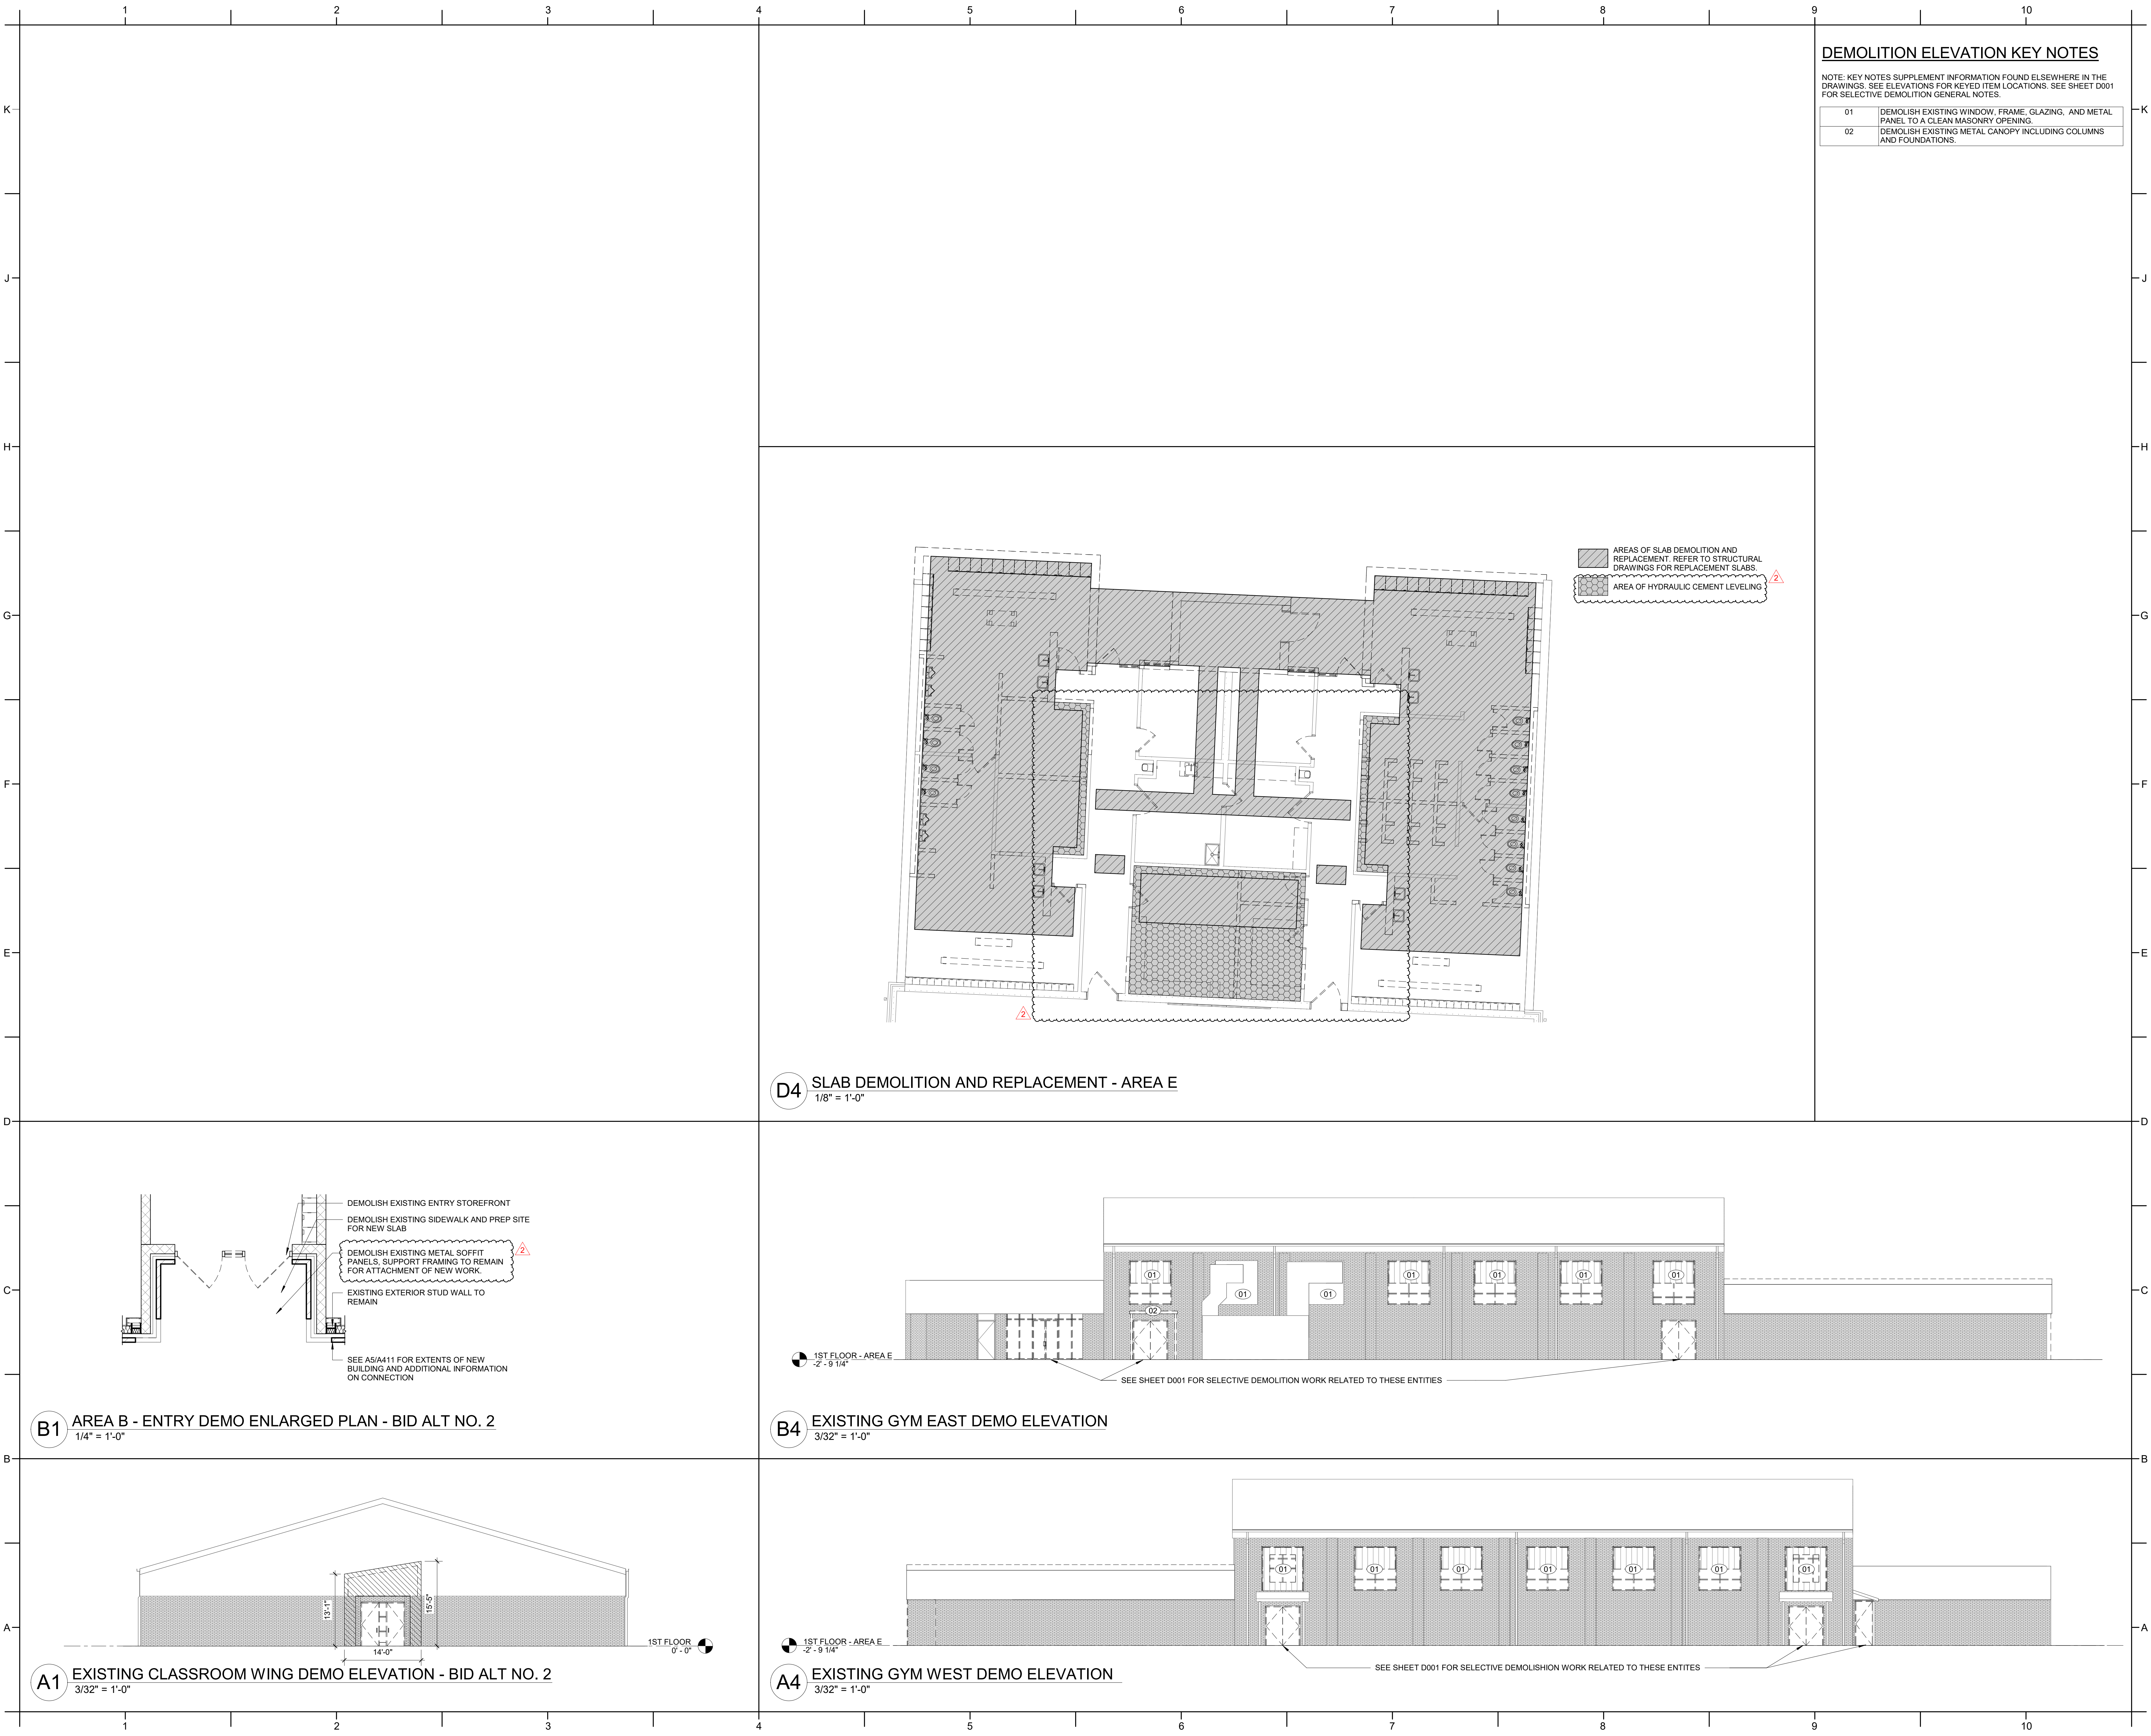 1 2 3 4 5 6 7 8 9 10
K
J
H
G
F
E
D
C
B
A
K
J
H
G
F
E
D
C
B
A
DEMOLITION ELEVATION KEY NOTES
NOTE: KEY NOTES SUPPLEMENT INFORMATION FOUND ELSEWHERE IN THE
DRAWINGS. SEE ELEVATIONS FOR KEYED ITEM LOCATIONS. SEE SHEET D001
FOR SELECTIVE DEMOLITION GENERAL NOTES.
01 DEMOLISH EXISTING WINDOW, FRAME, GLAZING, AND METAL
PANEL TO A CLEAN MASONRY OPENING.
02 DEMOLISH EXISTING METAL CANOPY INCLUDING COLUMNS
AND FOUNDATIONS.
AREAS OF SLAB DEMOLITION AND
REPLACEMENT. REFER TO STRUCTURAL
DRAWINGS FOR REPLACEMENT SLABS.
AREA OF HYDRAULIC CEMENT LEVELING
2
2
D4 SLAB DEMOLITION AND REPLACEMENT - AREA E
1/8" = 1'-0"
DEMOLISH EXISTING ENTRY STOREFRONT
DEMOLISH EXISTING SIDEWALK AND PREP SITE
FOR NEW SLAB
DEMOLISH EXISTING METAL SOFFIT
PANELS, SUPPORT FRAMING TO REMAIN
FOR ATTACHMENT OF NEW WORK.
2
EXISTING EXTERIOR STUD WALL TO
REMAIN
SEE A5/A411 FOR EXTENTS OF NEW
BUILDING AND ADDITIONAL INFORMATION
ON CONNECTION
B1 AREA B - ENTRY DEMO ENLARGED PLAN - BID ALT NO. 2
1/4" = 1'-0"
01 01 01 01 01 01 01
02
1ST FLOOR - AREA E
-2' - 9 1/4"
SEE SHEET D001 FOR SELECTIVE DEMOLITION WORK RELATED TO THESE ENTITIES
B4 EXISTING GYM EAST DEMO ELEVATION
3/32" = 1'-0"
13'-1"
15'-5"
14'-0"
1ST FLOOR
0' - 0"
A1 EXISTING CLASSROOM WING DEMO ELEVATION - BID ALT NO. 2
3/32" = 1'-0"
01 01 01 01 01 01 01
1ST FLOOR - AREA E
-2' - 9 1/4"
SEE SHEET D001 FOR SELECTIVE DEMOLISHION WORK RELATED TO THESE ENTITES
A4 EXISTING GYM WEST DEMO ELEVATION
3/32" = 1'-0"
1 2 3 4 5 6 7 8 9 10